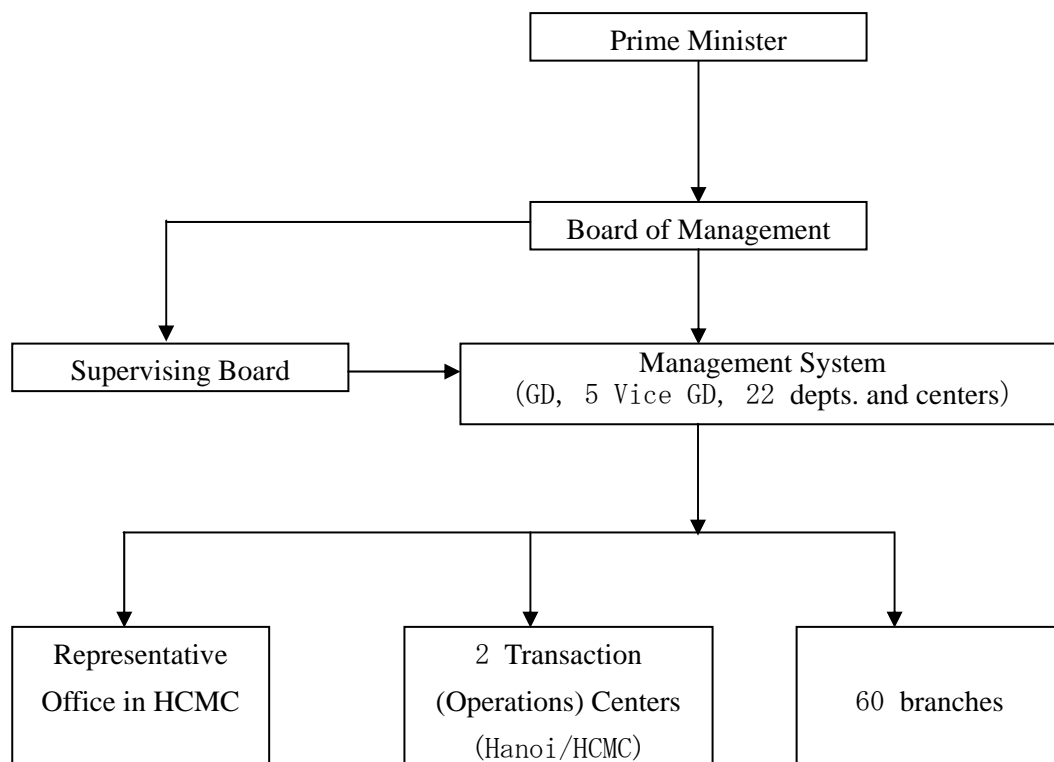 Prime Minister
Board of Management
Supervising Board
Management System
(GD, 5 Vice GD, 22 depts. and centers)
Representative
Office in HCMC
2 Transaction
(Operations) Centers
(Hanoi/HCMC)
60 branches